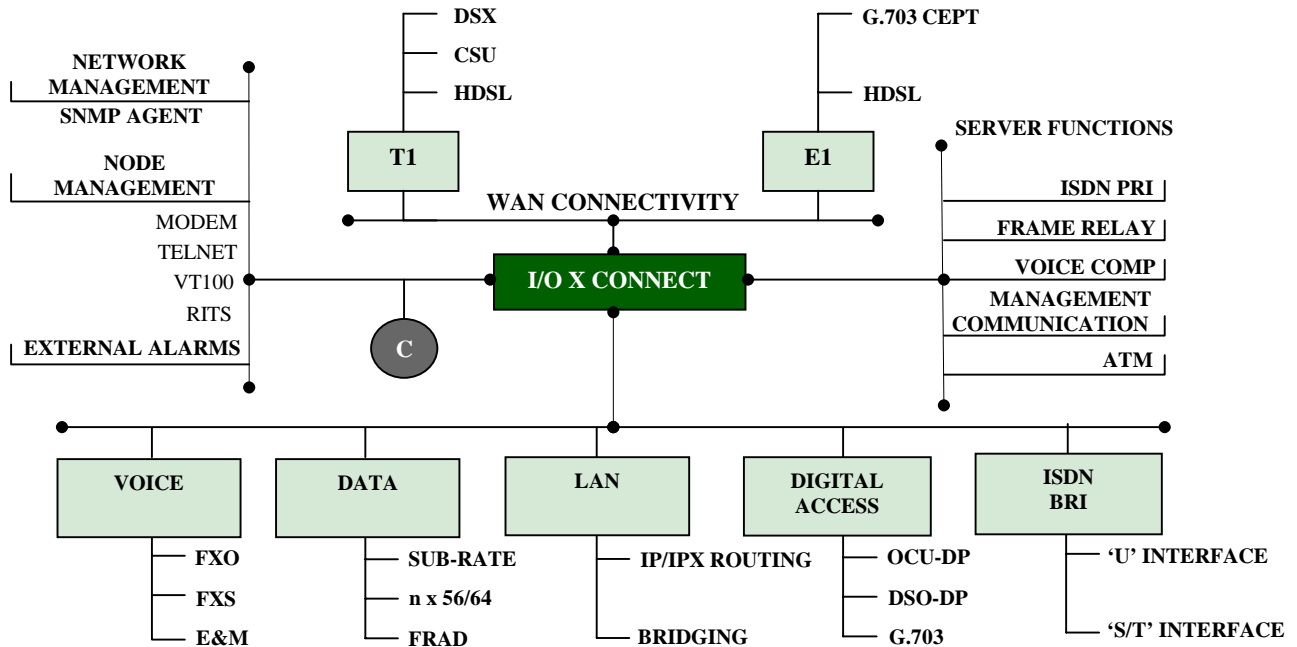 DSX
CSU
HDSL
T1
G.703 CEPT
HDSL
E1
NETWORK
MANAGEMENT
SNMP AGENT
NODE
MANAGEMENT
MODEM
TELNET
VT100
RITS
EXTERNAL ALARMS
WAN CONNECTIVITY
I/O X CONNECT
C
SERVER FUNCTIONS
ISDN PRI
FRAME RELAY
VOICE COMP
MANAGEMENT
COMMUNICATION
ATM
VOICE
FXO
FXS
E&M
DATA
SUB-RATE
n x 56/64
FRAD
LAN
IP/IPX ROUTING
BRIDGING
DIGITAL
ACCESS
OCU-DP
DSO-DP
G.703
ISDN
BRI
‘U’ INTERFACE
‘S/T’ INTERFACE